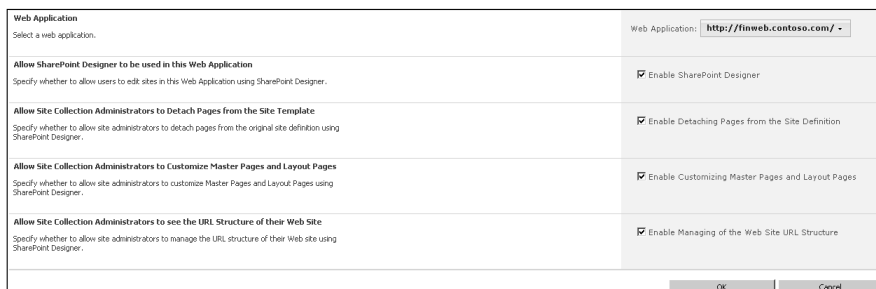 Web Application
Select a web application.
Web Application: http://finweb.contoso.com/
Allow SharePoint Designer to be used in this Web Application
Specify whether to allow users to edit sites in this Web Application using SharePoint Designer.
Enable SharePoint Designer
Allow Site Collection Administrators to Detach Pages from the Site Template
Specify whether to allow site administrators to detach pages from the original site definition using
SharePoint Designer.
Enable Detaching Pages from the Site Definition
Allow Site Collection Administrators to Customize Master Pages and Layout Pages
Specify whether to allow site administrators to customize Master Pages and Layout Pages using
SharePoint Designer.
Enable Customizing Master Pages and Layout Pages
Allow Site Collection Administrators to see the URL Structure of their Web Site
Specify whether to allow site administrators to manage the URL structure of their Web site using
SharePoint Designer.
Enable Managing of the Web Site URL Structure
OK
Cancel